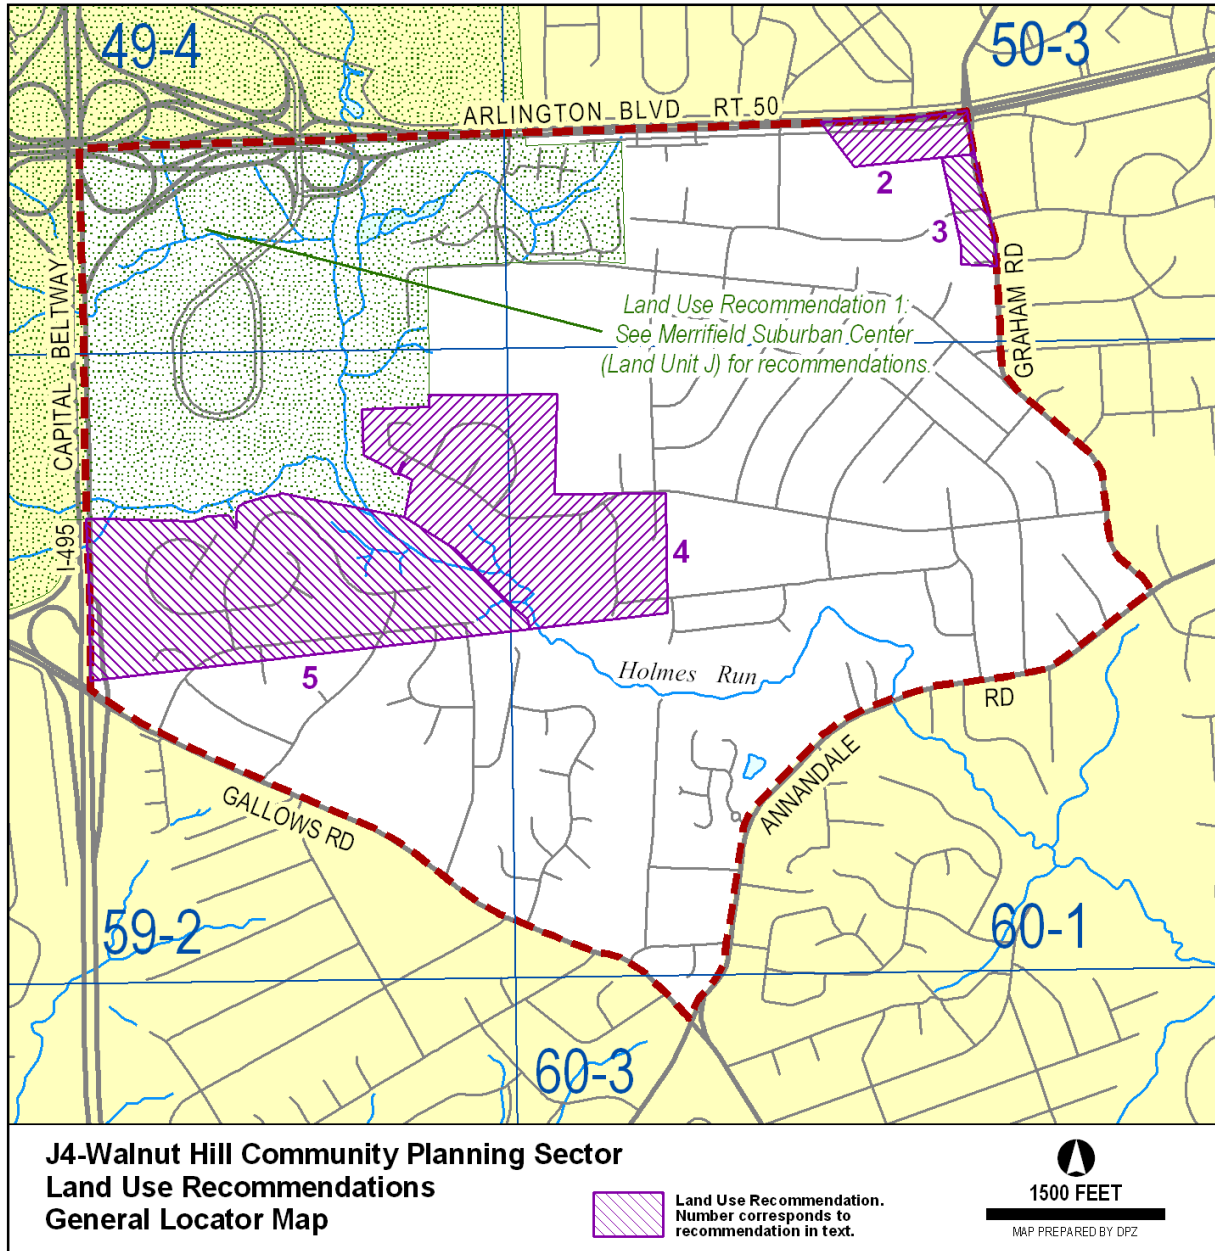 49-4
50-3
ARLINGTON BLVD RT 50
2
3
I-495 CAPITAL BELTWAY
GRAHAM RD
Land Use Recommendation 1:
See Merrifield Suburban Center
(Land Unit J) for recommendations.
4
5
Holmes Run
ANNANDALE RD
GALLOWS RD
59-2
60-1
60-3
J4-Walnut Hill Community Planning Sector
Land Use Recommendations
General Locator Map
Land Use Recommendation.
Number corresponds to
recommendation in text.
1500 FEET
MAP PREPARED BY DPZ